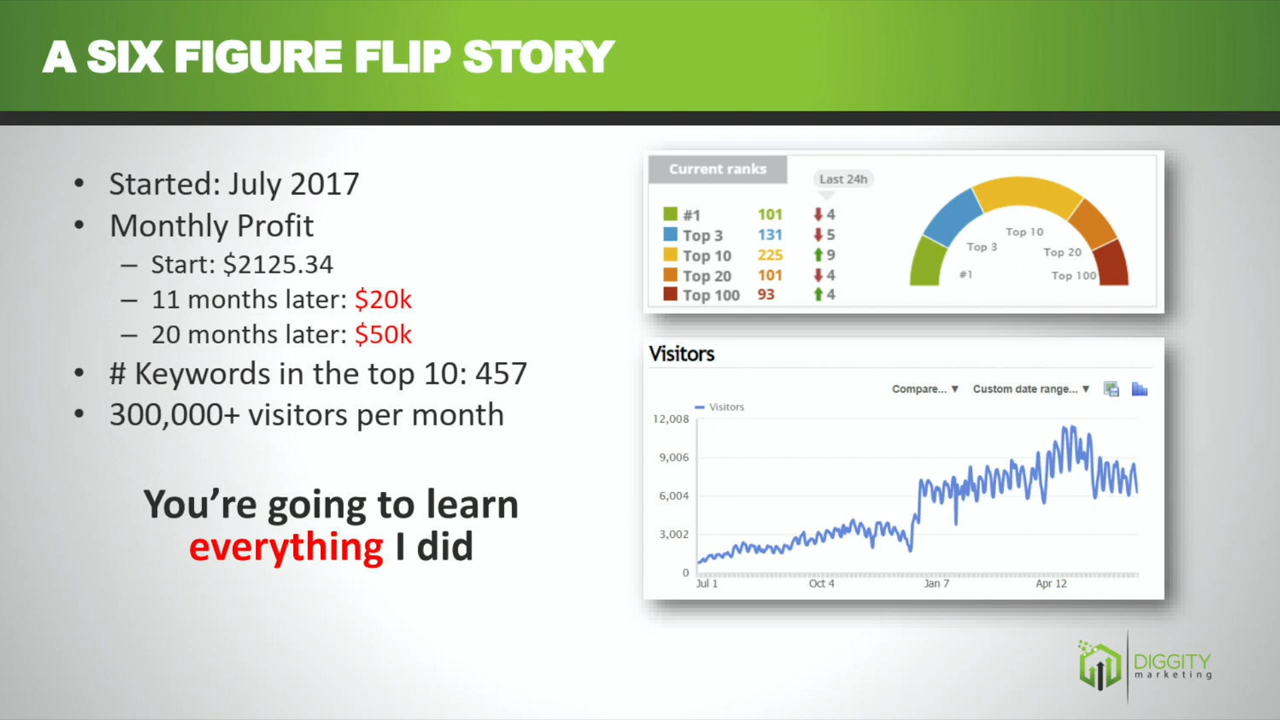 A SIX FIGURE FLIP STORY
• Started: July 2017
• Monthly Profit
– Start: $2125.34
– 11 months later: $20k
– 20 months later: $50k
• # Keywords in the top 10: 457
• 300,000+ visitors per month
You’re going to learn
everything I did
Current ranks
Last 24h
#1 101 4
Top 3 131 5
Top 10 225 9
Top 20 101 4
Top 100 93 4
Top 10
Top 3
Top 20
#1
Top 100
Visitors
Compare... ▼ Custom date range... ▼
Visitors
12,008
9,006
6,004
3,002
0
Jul 1 Oct 4 Jan 7 Apr 12
DIGGITY
marketing